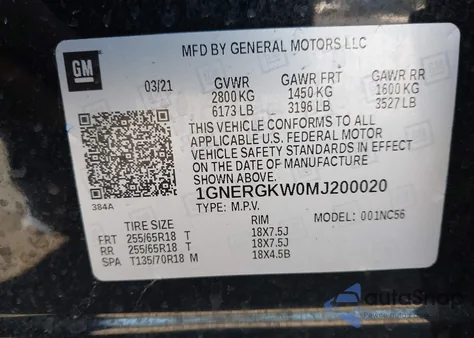 MFD BY GENERAL MOTORS LLC
GM
03/21 GVWR GAWR FRT GAWR RR
2800 KG 1450 KG 1600 KG
6173 LB 3196 LB 3527 LB
THIS VEHICLE CONFORMS TO ALL
APPLICABLE U.S. FEDERAL MOTOR
VEHICLE SAFETY STANDARDS IN EFFECT
ON THE DATE OF MANUFACTURE
SHOWN ABOVE.
384A
1GNERGKW0MJ200020
TYPE: M.P.V. MODEL: 001NC56
TIRE SIZE RIM
FRT 255/65R18 T 18X7.5J
RR 255/65R18 T 18X7.5J
SPA T135/70R18 M 18X4.5B
autoShop